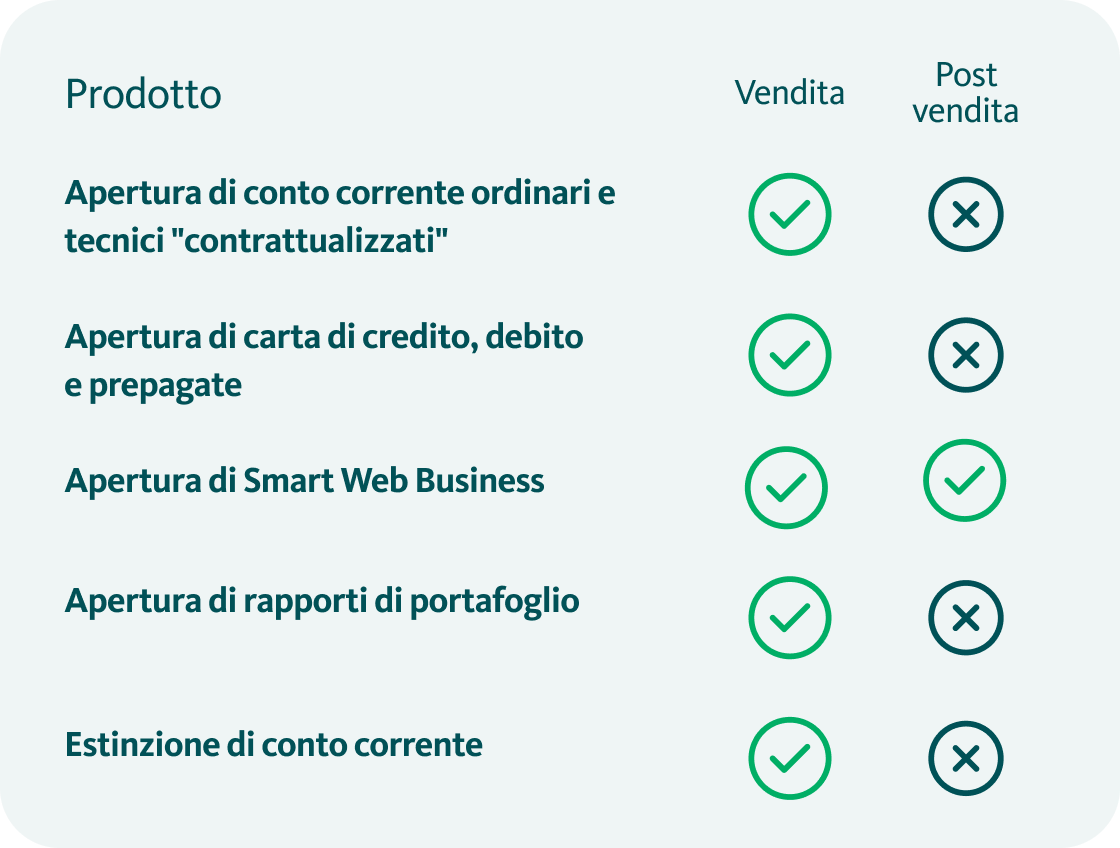 Prodotto
Vendita
Post
vendita
Apertura di conto corrente ordinari e
tecnici "contrattualizzati"
Apertura di carta di credito, debito
e prepagate
Apertura di Smart Web Business
Apertura di rapporti di portafoglio
Estinzione di conto corrente